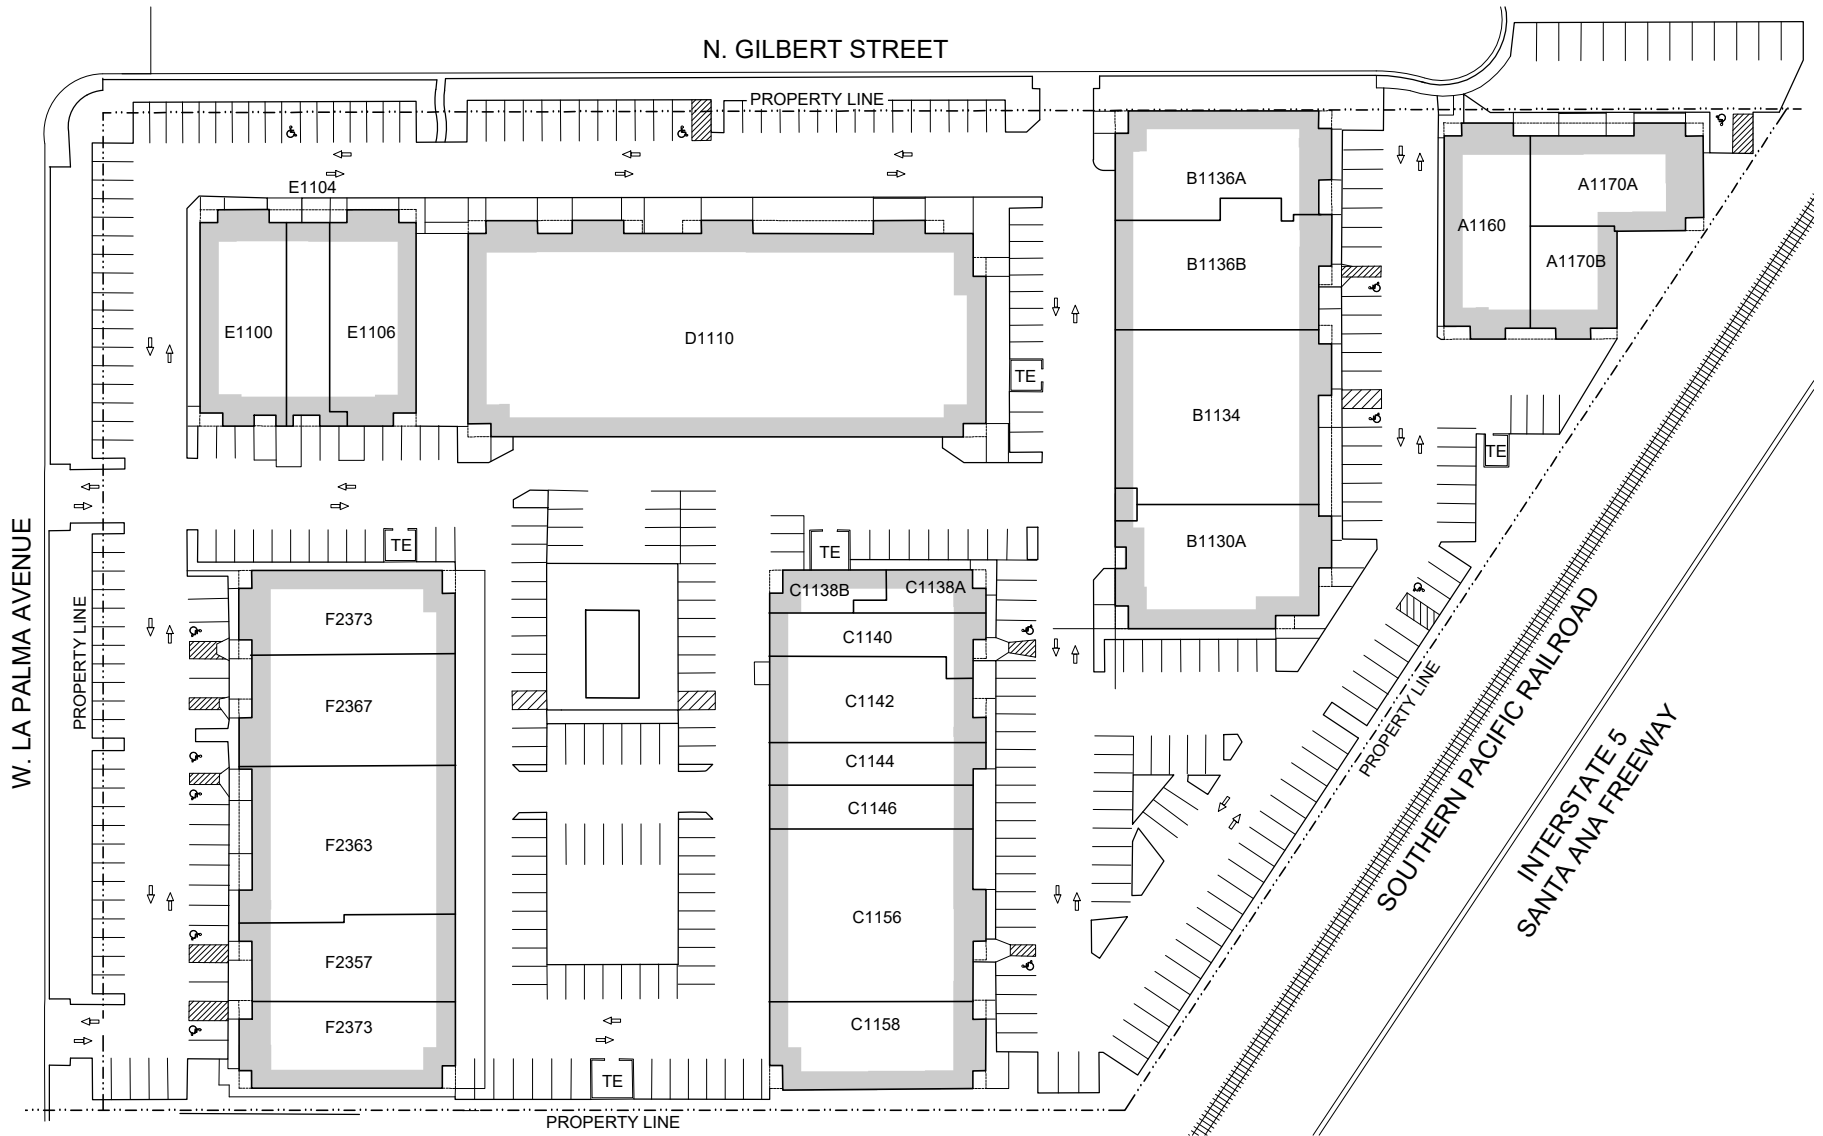 N. GILBERT STREET
PROPERTY LINE
E1104
B1136A
A1170A
A1160
B1136B
A1170B
E1100
E1106
D1110
TE
B1134
TE
W. LA PALMA AVENUE
PROPERTY LINE
TE
TE
B1130A
C1138B
C1138A
F2373
C1140
F2367
C1142
PROPERTY LINE
SOUTHERN PACIFIC RAILROAD
INTERSTATE 5
SANTA ANA FREEWAY
C1144
C1146
F2363
C1156
F2357
F2373
C1158
TE
PROPERTY LINE